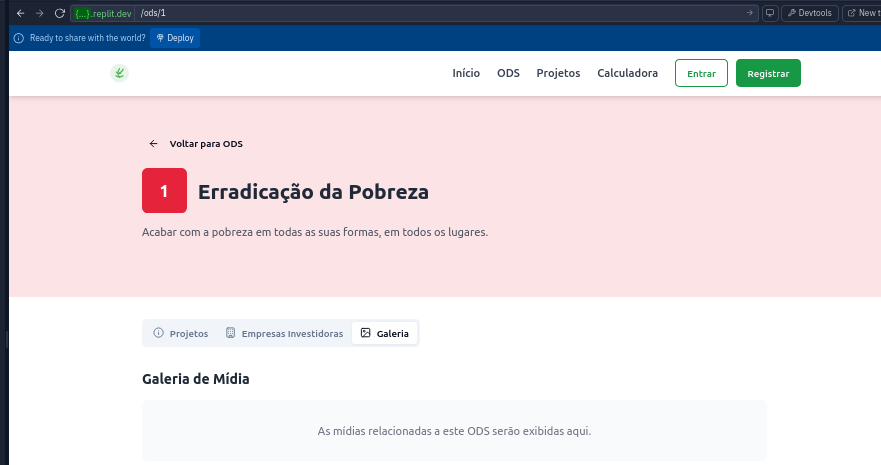 {...}.replit.dev /ods/1
Devtools
New t
Ready to share with the world? Deploy
Início ODS Projetos Calculadora Entrar Registrar
Voltar para ODS
1 Erradicação da Pobreza
Acabar com a pobreza em todas as suas formas, em todos os lugares.
Projetos Empresas Investidoras Galeria
Galeria de Mídia
As mídias relacionadas a este ODS serão exibidas aqui.